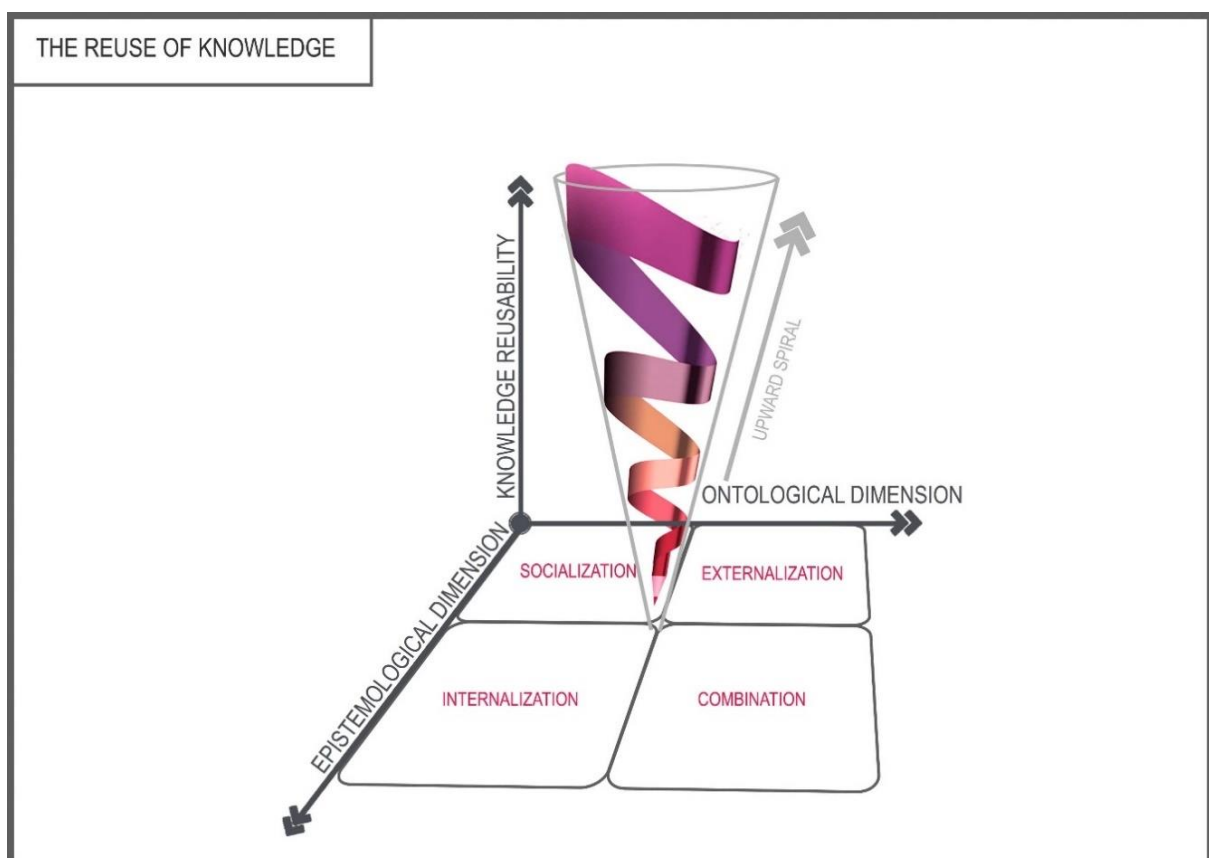 THE REUSE OF KNOWLEDGE
KNOWLEDGE REUSABILITY
UPWARD SPIRAL
ONTOLOGICAL DIMENSION
EPISTEMOLOGICAL DIMENSION
SOCIALIZATION
EXTERNALIZATION
INTERNALIZATION
COMBINATION